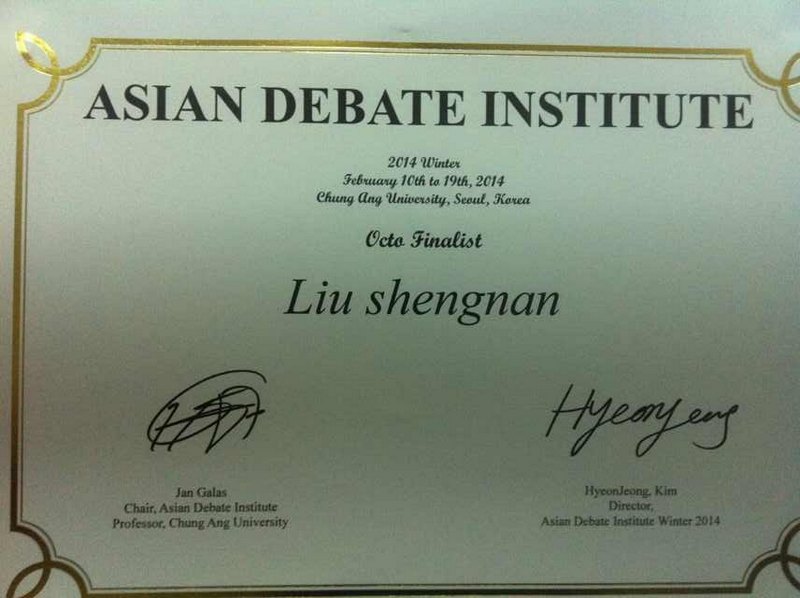 ASIAN DEBATE INSTITUTE
2014 Winter
February 10th to 19th, 2014
Chung Ang University, Seoul, Korea
Octo Finalist
Liu shengnan
HyeonJeong
Jan Galas
Chair, Asian Debate Institute
Professor, Chung Ang University
HyeonJeong, Kim
Director,
Asian Debate Institute Winter 2014